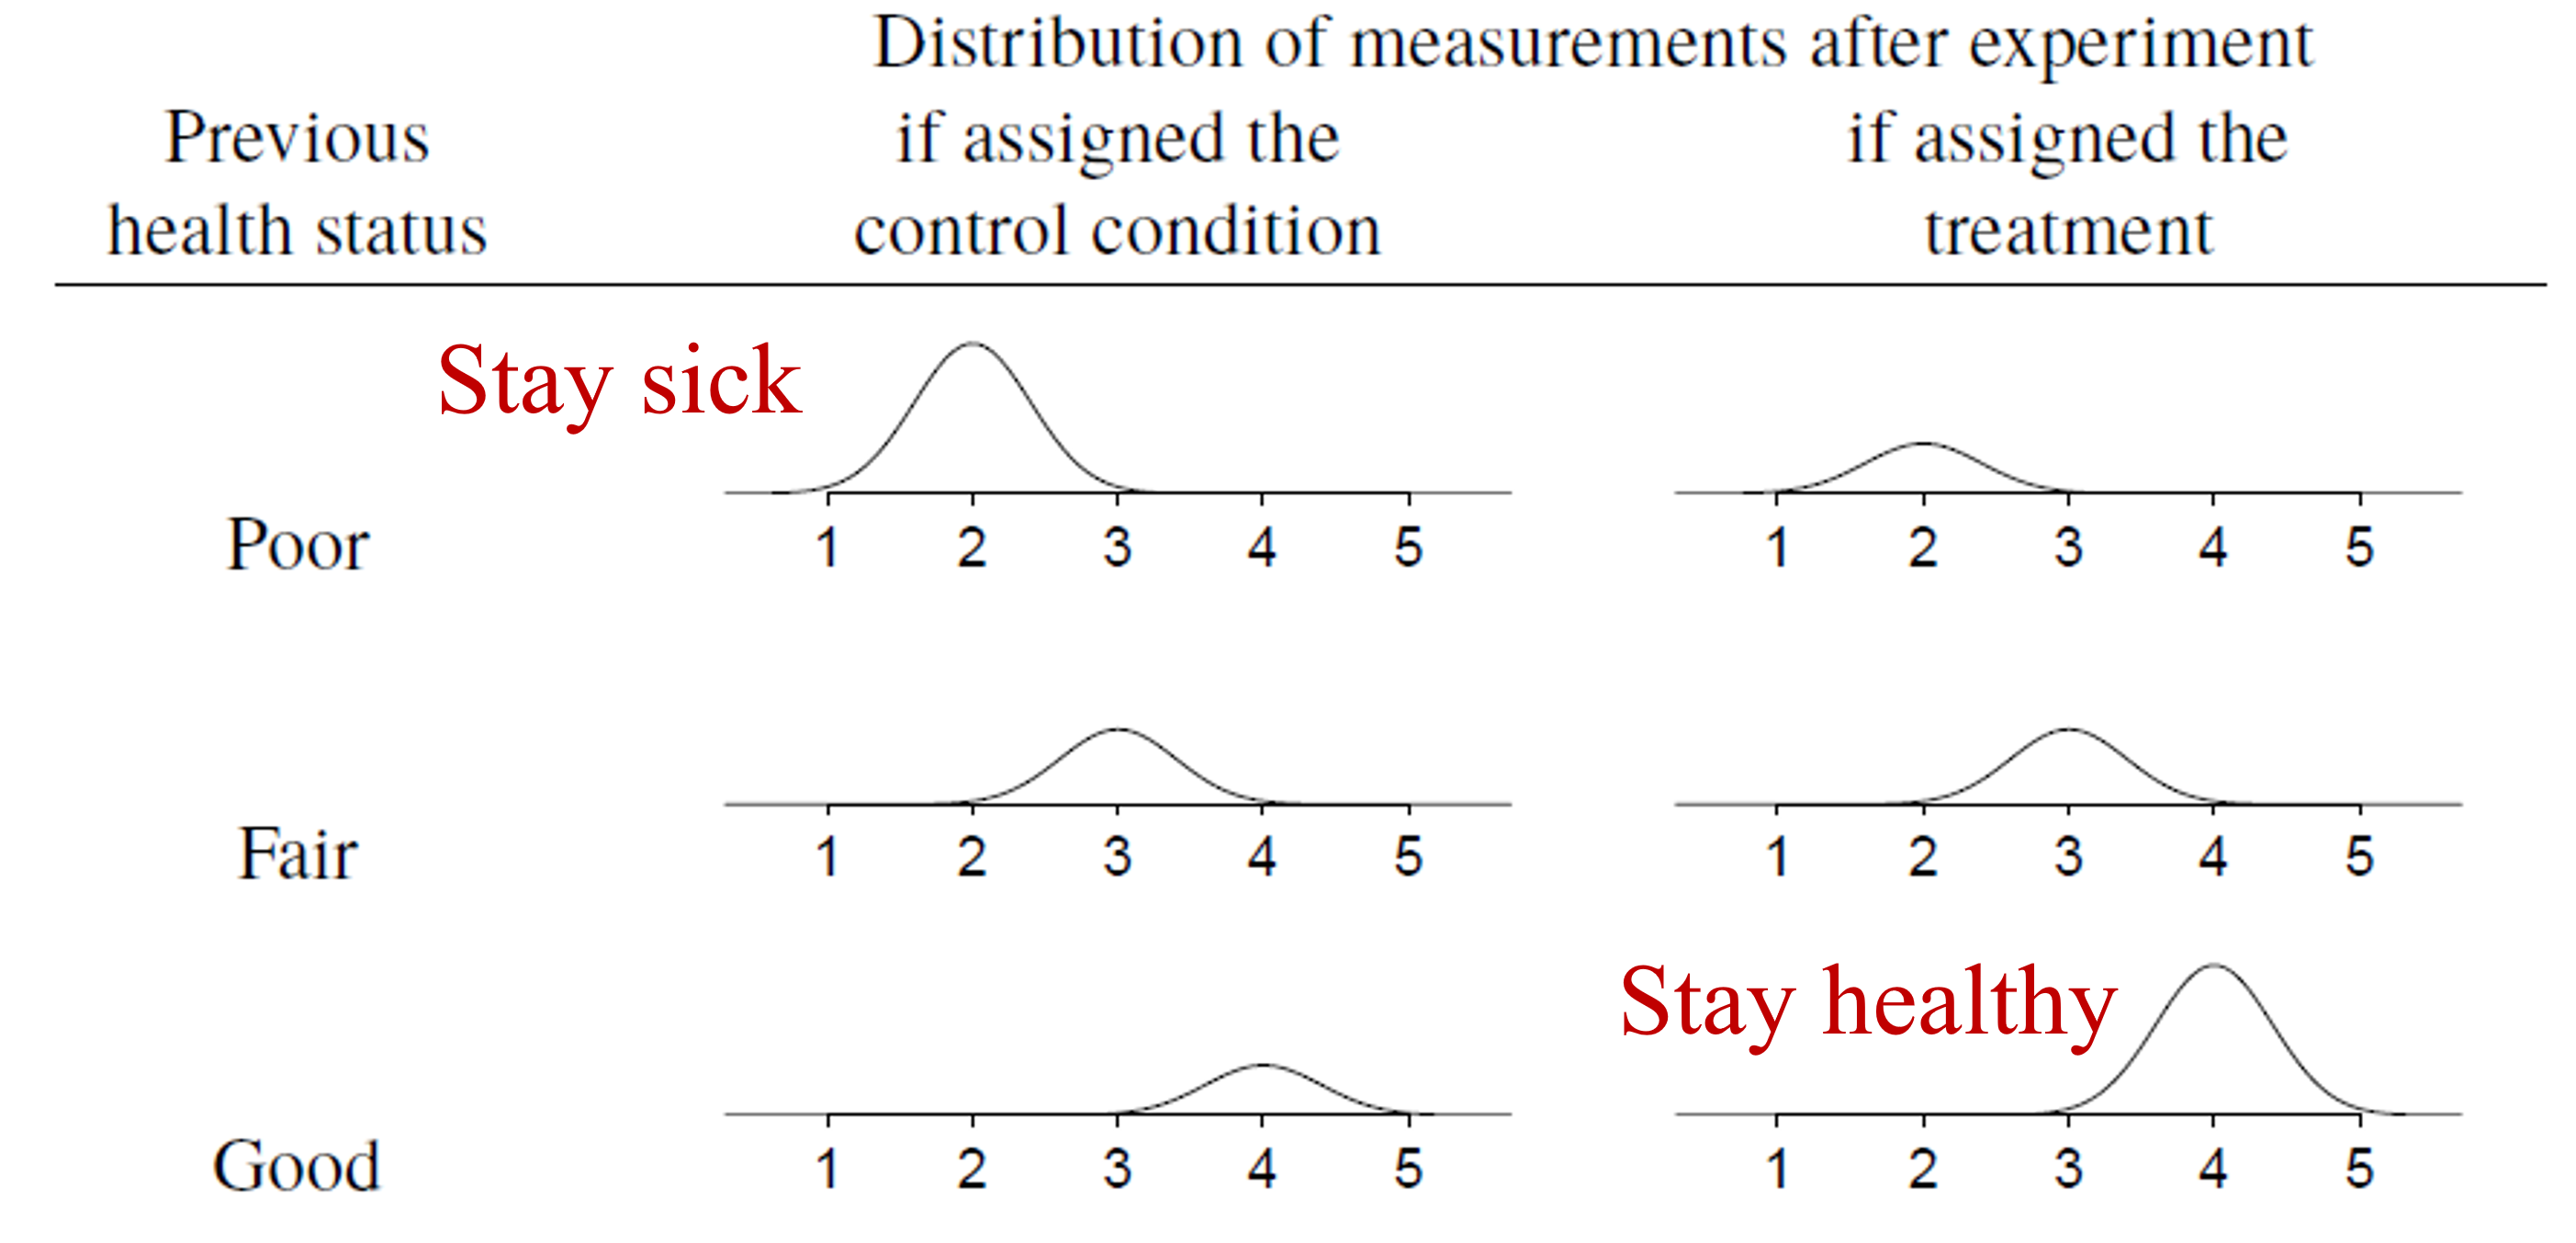 Distribution of measurements after experiment
Previous if assigned the if assigned the
health status control condition treatment
Stay sick
1 2 3 4 5 1 2 3 4 5
Poor
1 2 3 4 5 1 2 3 4 5
Fair
Stay healthy
1 2 3 4 5 1 2 3 4 5
Good